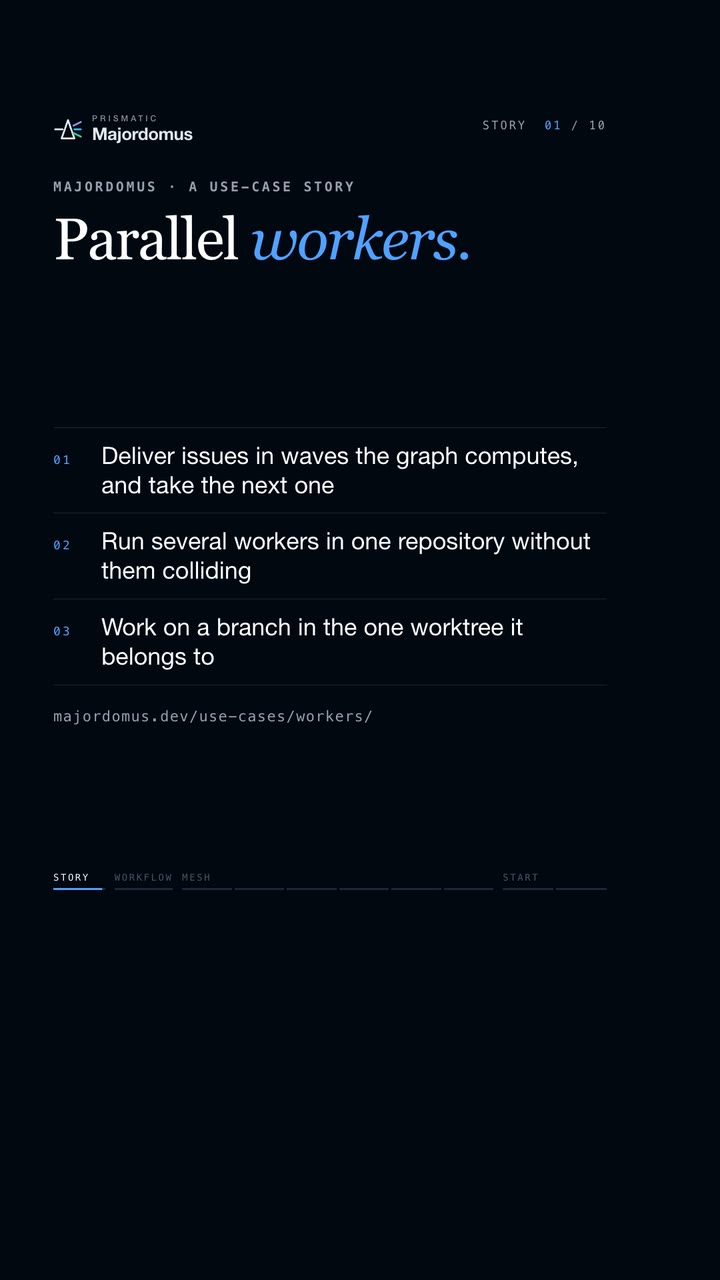 PRISMATIC
Majordomus
STORY 01 / 10
MAJORDOMUS · A USE-CASE STORY
Parallel workers.
01 Deliver issues in waves the graph computes,
and take the next one
02 Run several workers in one repository without
them colliding
03 Work on a branch in the one worktree it
belongs to
majordomus.dev/use-cases/workers/
STORY WORKFLOW MESH START